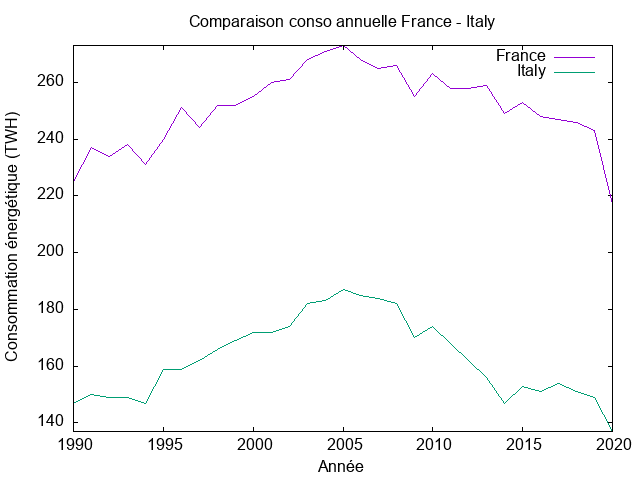 Comparaison conso annuelle France - Italy
France
Italy
260
240
220
200
180
160
140
Consommation énergétique (TWH)
1990 1995 2000 2005 2010 2015 2020
Année